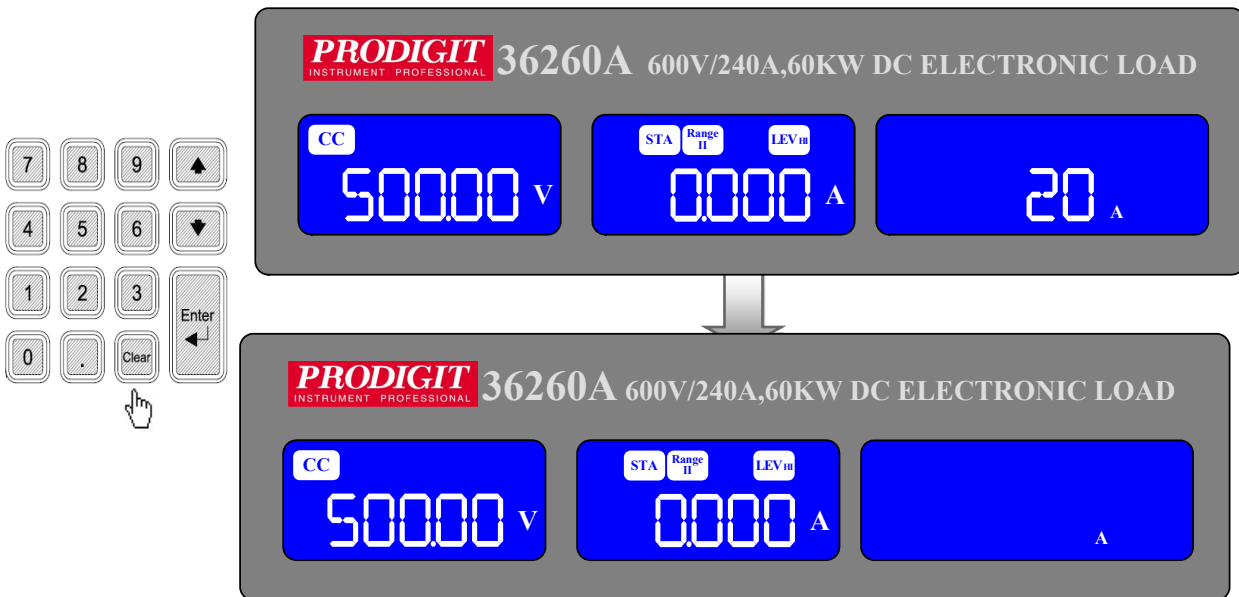 PRODIGIT
INSTRUMENT PROFESSIONAL
36260A 600V/240A,60KW DC ELECTRONIC LOAD
CC
500.00 V
STA Range II LEV HI
0.000 A
20 A
7 8 9
4 5 6
1 2 3
Enter
0 . Clear
PRODIGIT
INSTRUMENT PROFESSIONAL
36260A 600V/240A,60KW DC ELECTRONIC LOAD
CC
500.00 V
STA Range II LEV HI
0.000 A
A